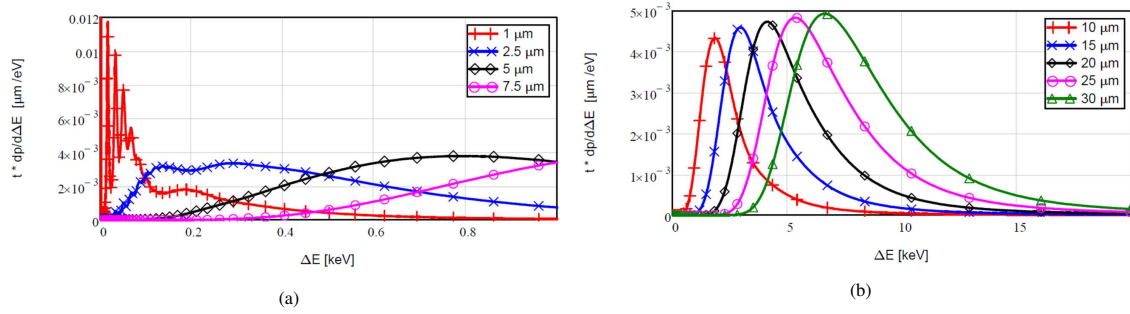 0.012
0.01
8×10⁻³
6×10⁻³
4×10⁻³
2×10⁻³
0
t* dp/dΔE [µm /eV]
1 µm
2.5 µm
5 µm
7.5 µm
0.0 0.2 0.4 0.6 0.8
ΔE [keV]
(a)
5×10⁻³
4×10⁻³
3×10⁻³
2×10⁻³
1×10⁻³
0
t* dp/dΔE [µm /eV]
10 µm
15 µm
20 µm
25 µm
30 µm
0 5 10 15
ΔE [keV]
(b)